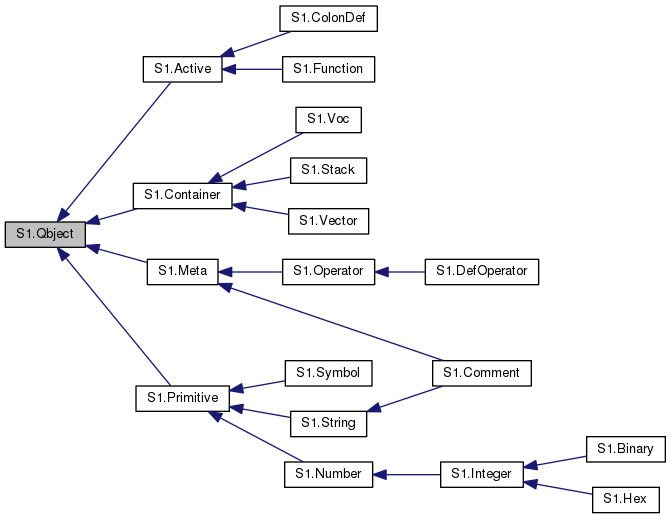 S1.ColonDef
S1.Active
S1.Function
S1.Voc
S1.Stack
S1.Container
S1.Vector
S1.Qbject
S1.Meta
S1.Operator
S1.DefOperator
S1.Symbol
S1.Comment
S1.Primitive
S1.String
S1.Binary
S1.Number
S1.Integer
S1.Hex